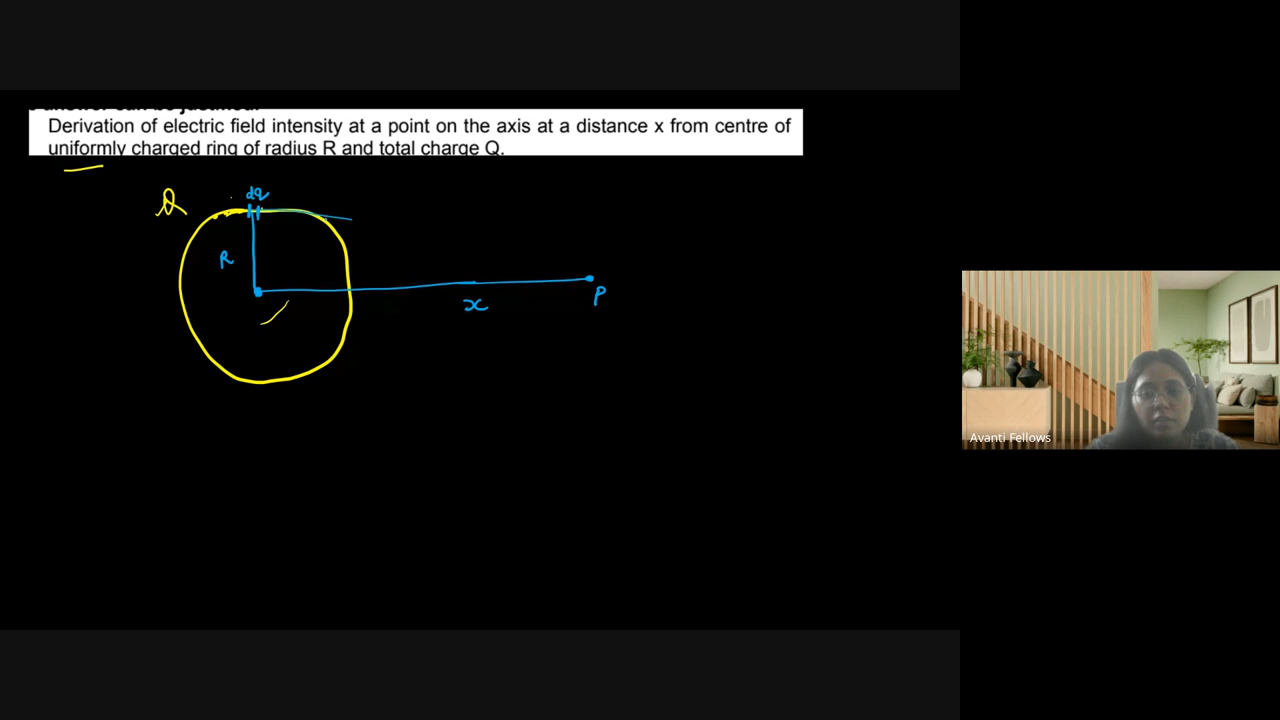 Derivation of electric field intensity at a point on the axis at a distance x from centre of
uniformly charged ring of radius R and total charge Q.
Q
dq
R
x
P
Avanti Fellows